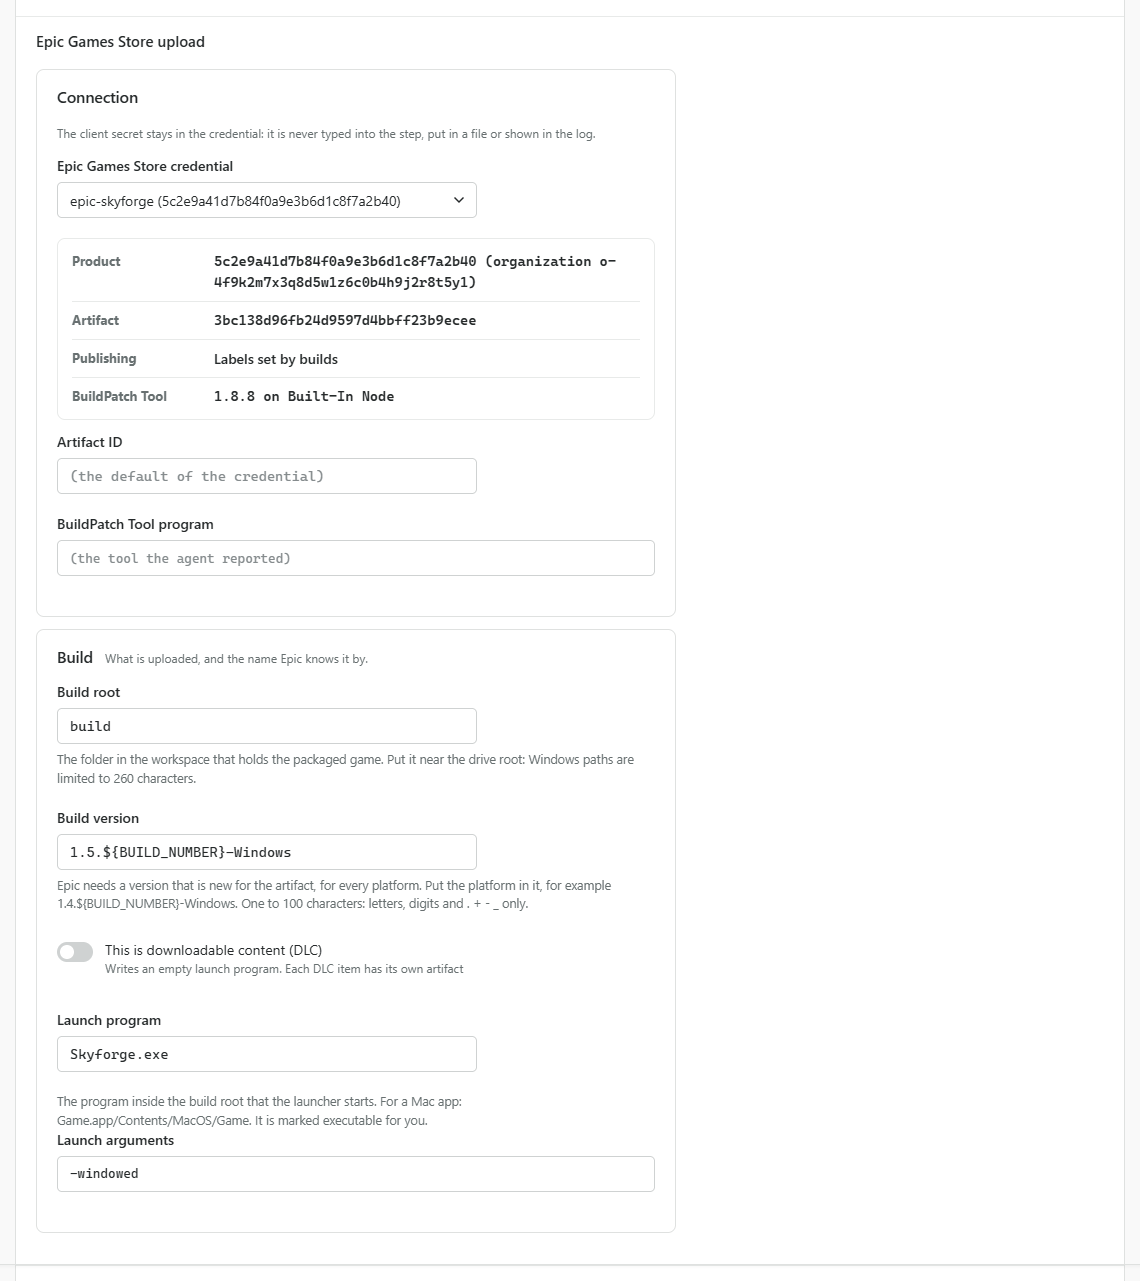 Epic Games Store upload
Connection
The client secret stays in the credential: it is never typed into the step, put in a file or shown in the log.
Epic Games Store credential
epic-skyforge (5c2e9a41d7b84f0a9e3b6d1c8f7a2b40)
Product
5c2e9a41d7b84f0a9e3b6d1c8f7a2b40 (organization o-
4f9k2m7x3q8d5w1z6c0b4h9j2r8t5y1)
Artifact
3bc138d96fb24d9597d4bbff23b9ecee
Publishing
Labels set by builds
BuildPatch Tool
1.8.8 on Built-In Node
Artifact ID
(the default of the credential)
BuildPatch Tool program
(the tool the agent reported)
Build What is uploaded, and the name Epic knows it by.
Build root
build
The folder in the workspace that holds the packaged game. Put it near the drive root: Windows paths are
limited to 260 characters.
Build version
1.5.${BUILD_NUMBER}-Windows
Epic needs a version that is new for the artifact, for every platform. Put the platform in it, for example
1.4.${BUILD_NUMBER}-Windows. One to 100 characters: letters, digits and . + - _ only.
This is downloadable content (DLC)
Writes an empty launch program. Each DLC item has its own artifact
Launch program
Skyforge.exe
The program inside the build root that the launcher starts. For a Mac app:
Game.app/Contents/MacOS/Game. It is marked executable for you.
Launch arguments
-windowed